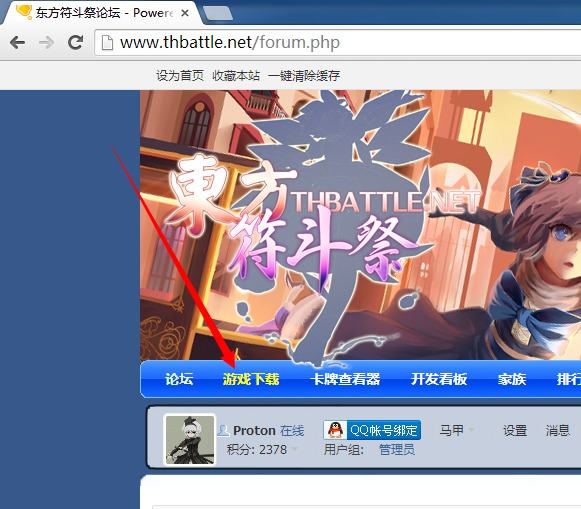 东方符斗祭论坛 - Powere
www.thbattle.net/forum.php
设为首页 收藏本站 一键清除缓存
東方
THBATTLE.NET
符斗祭
论坛 游戏下载 卡牌查看器 开发看板 家族 排行
Proton 在线 QQ帐号绑定 马甲 设置 消息
积分: 2378 用户组: 管理员